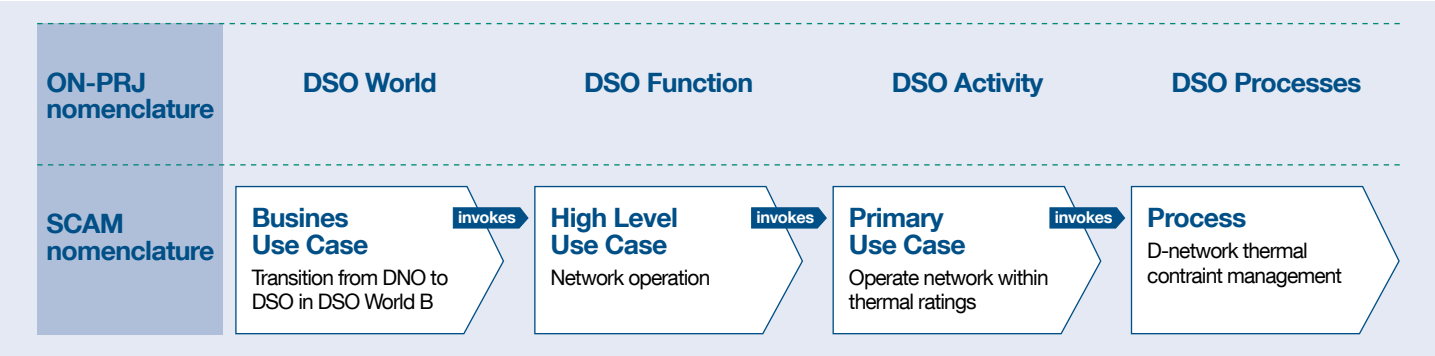 ON-PRJ
nomenclature
DSO World
DSO Function
DSO Activity
DSO Processes
SCAM
nomenclature
Busines
Use Case
Transition from DNO to
DSO in DSO World B
invokes
High Level
Use Case
Network operation
invokes
Primary
Use Case
Operate network within
thermal ratings
invokes
Process
D-network thermal
contraint management